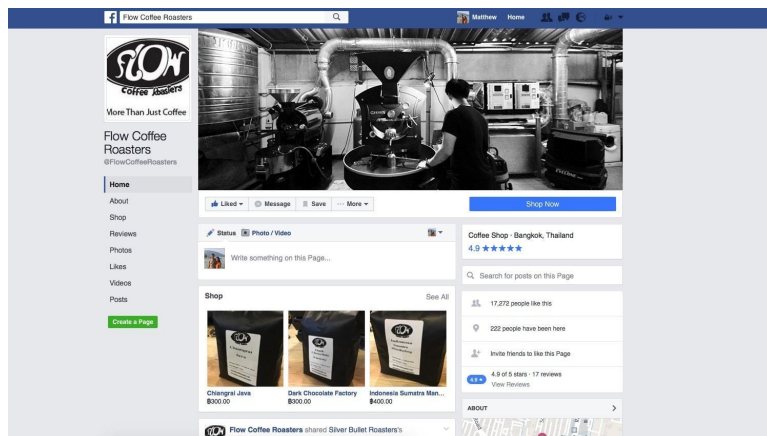 Flow Coffee Roasters
Matthew
Home
FLOW
Coffee Roasters
More Than Just Coffee
Flow Coffee
Roasters
@FlowCoffeeRoasters
Home
About
Shop
Reviews
Photos
Likes
Videos
Posts
Create a Page
Liked
Message
Save
More
Shop Now
Status
Photo / Video
Write something on this Page...
Shop
See All
Chiangrai Java
฿300.00
Dark Chocolate Factory
฿300.00
Indonesia Sumatra Man...
฿400.00
Flow Coffee Roasters shared Silver Bullet Roasters's
Coffee Shop · Bangkok, Thailand
4.9 ★★★★★
Search for posts on this Page
17,272 people like this
222 people have been here
Invite friends to like this Page
4.9 ★
4.9 of 5 stars · 17 reviews
View Reviews
ABOUT